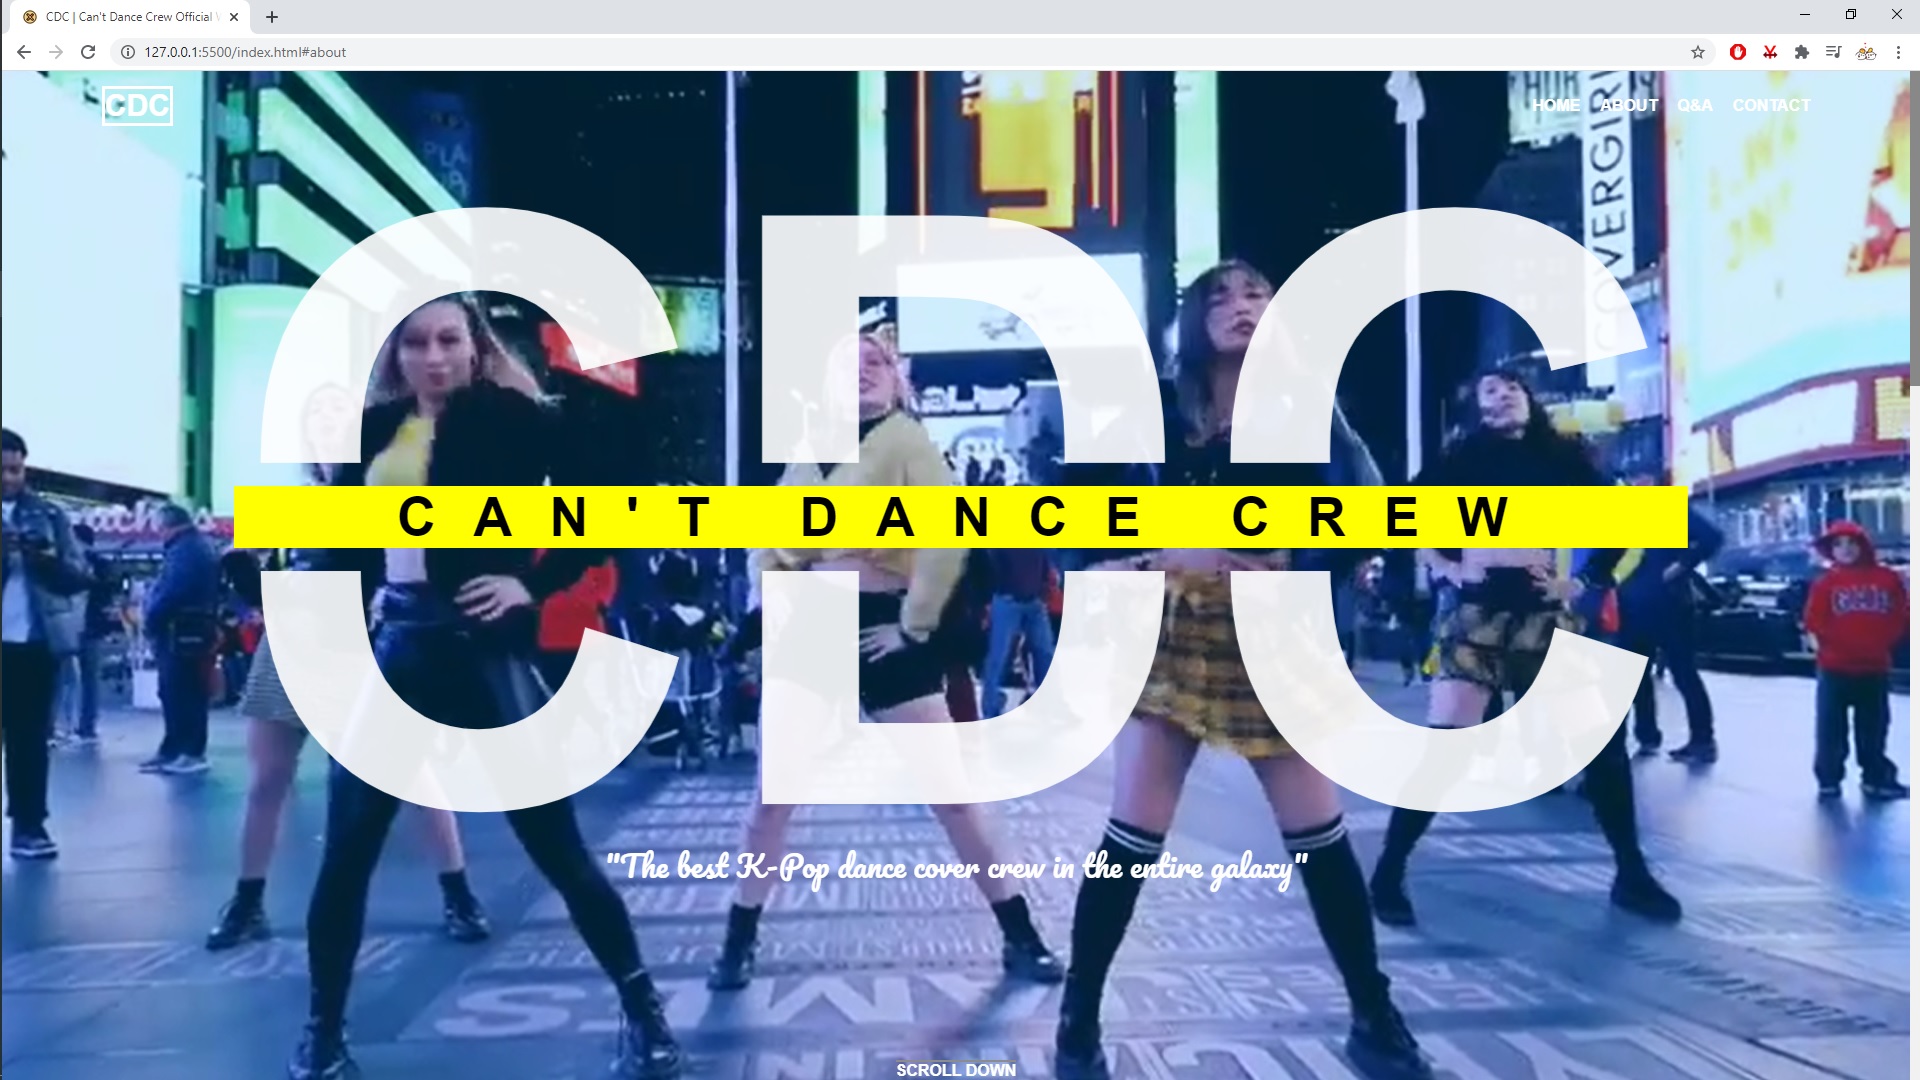 CDC | Can't Dance Crew Official
127.0.0.1:5500/index.html#about
CDC
HOME ABOUT Q&A CONTACT
COVERGIRL
CDC
CAN'T DANCE CREW
"The best K-Pop dance cover crew in the entire galaxy"
SCROLL DOWN